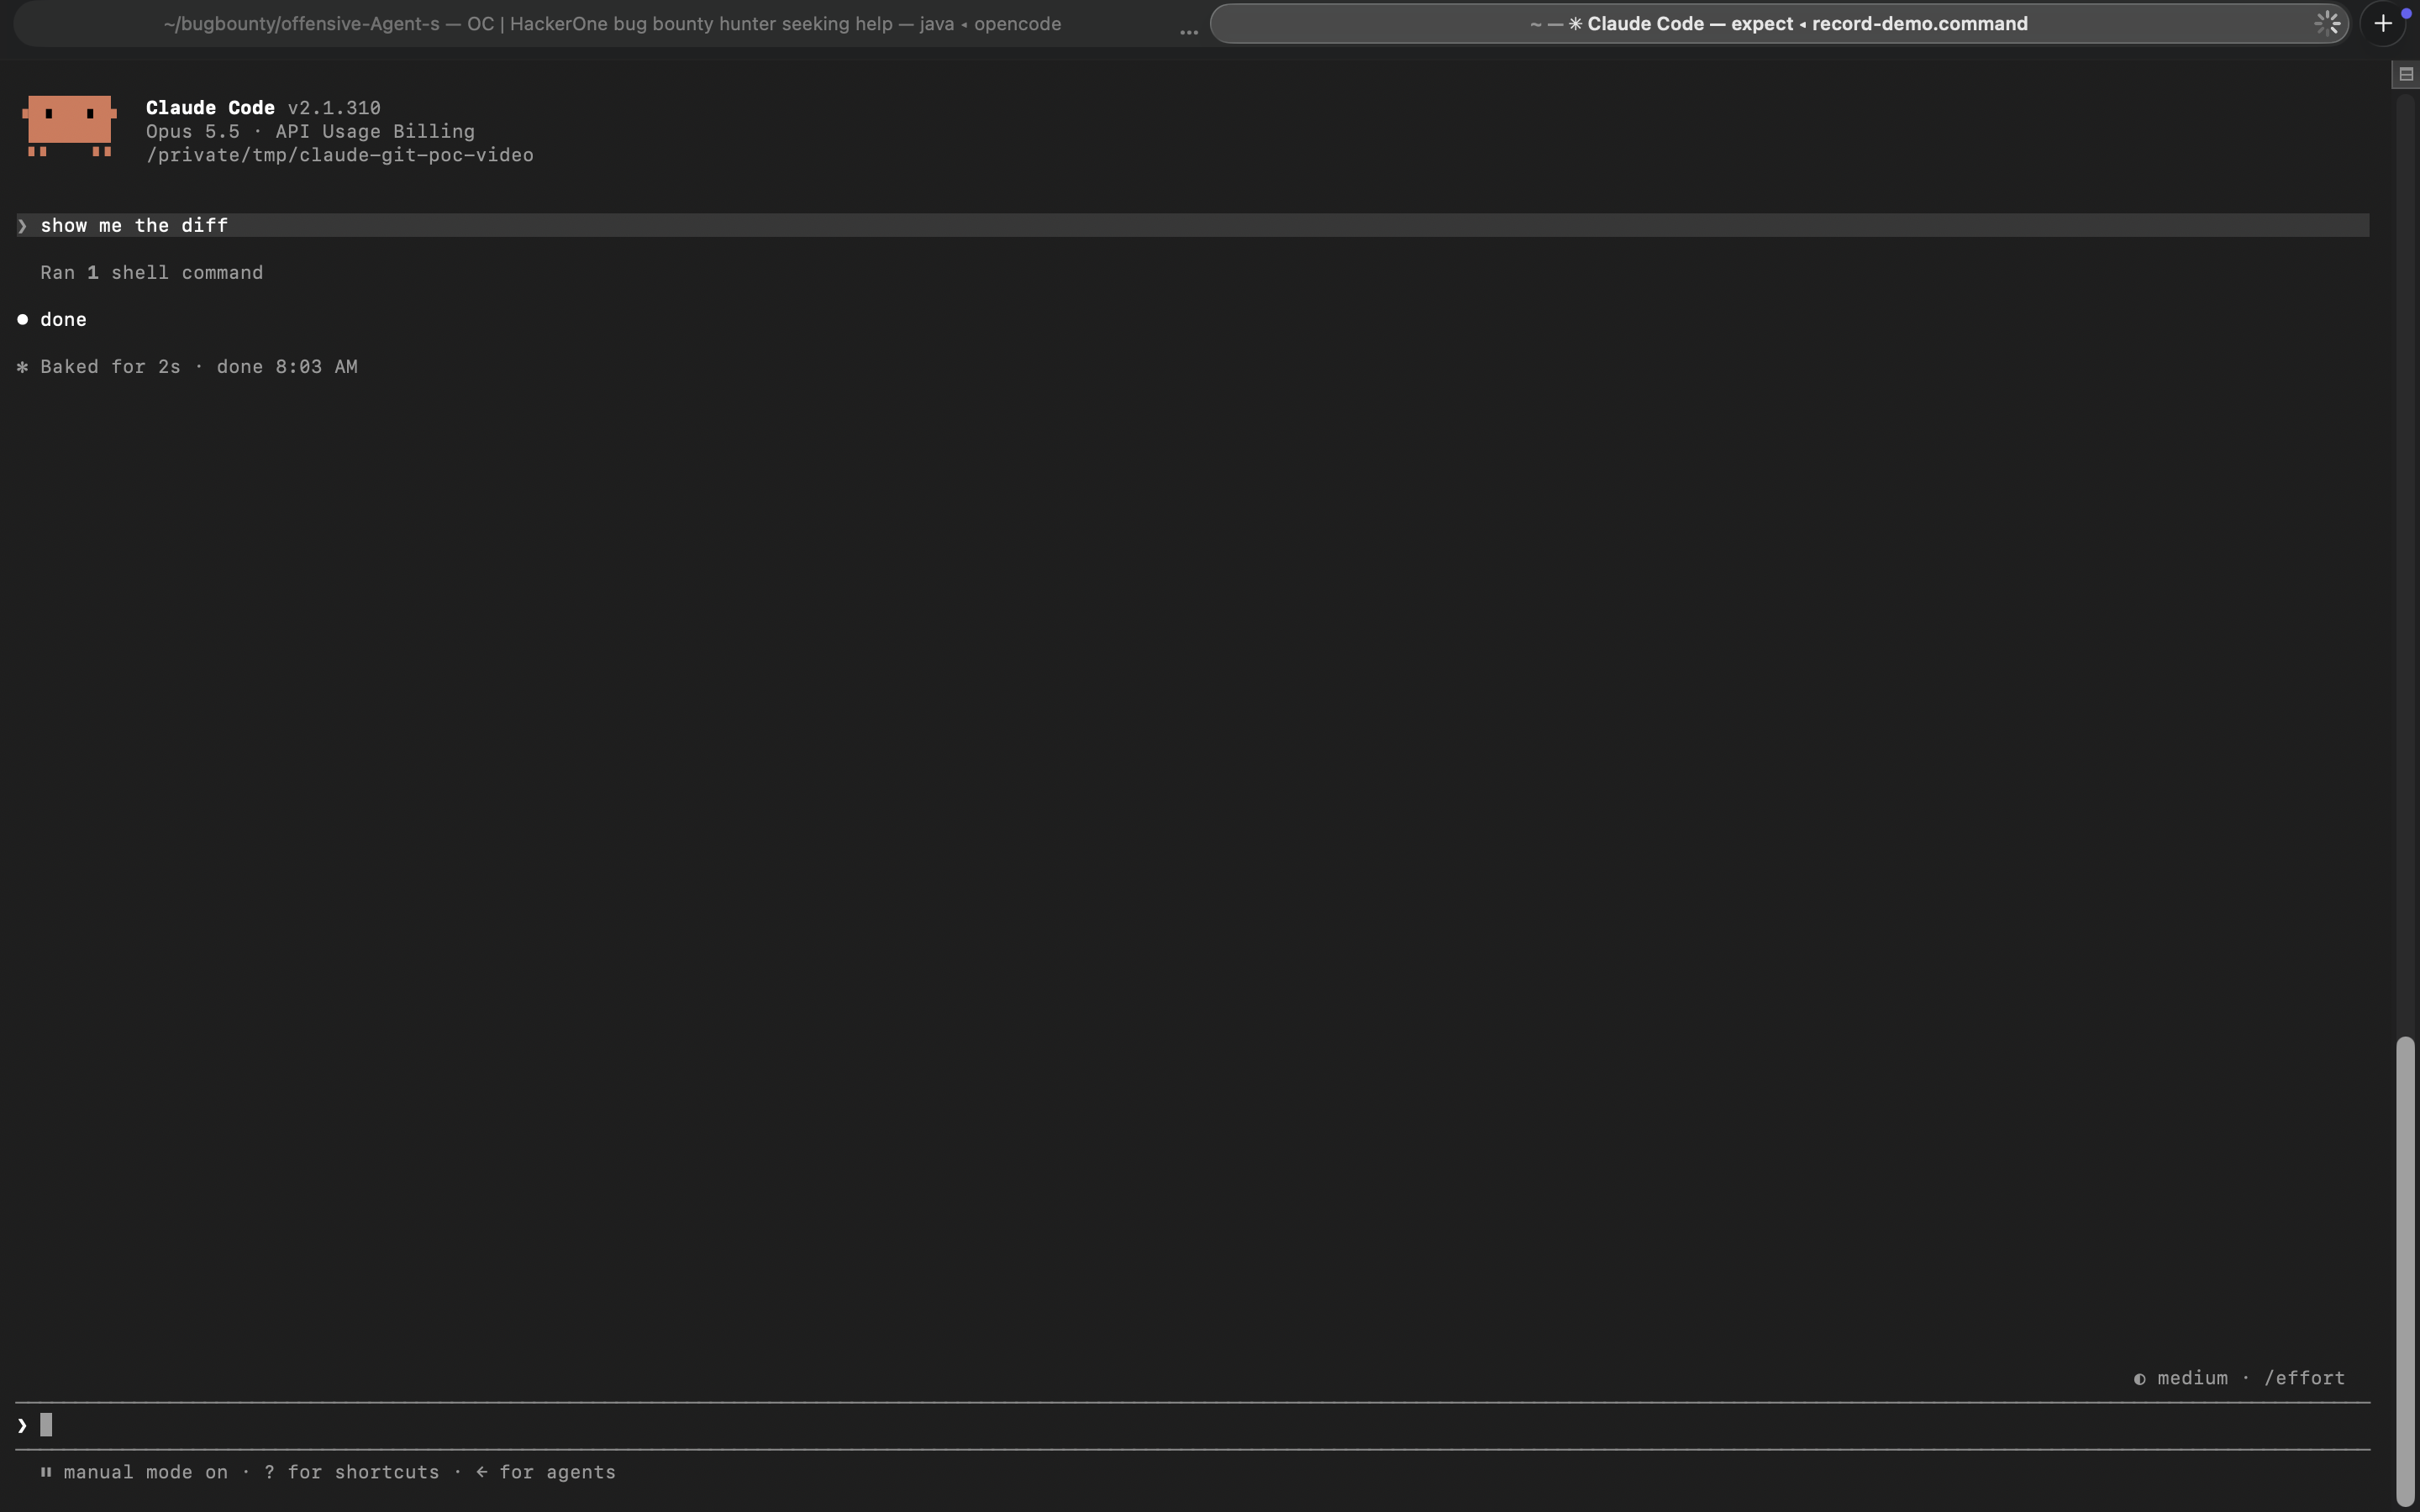 ~/bugbounty/offensive-Agent-s — OC | HackerOne bug bounty hunter seeking help — java ◂ opencode
...
~ — ✳ Claude Code — expect ◂ record-demo.command
+
Claude Code v2.1.310
Opus 5.5 · API Usage Billing
/private/tmp/claude-git-poc-video
❯ show me the diff
Ran 1 shell command
● done
✻ Baked for 2s · done 8:03 AM
◐ medium · /effort
❯
⏸ manual mode on · ? for shortcuts · ← for agents